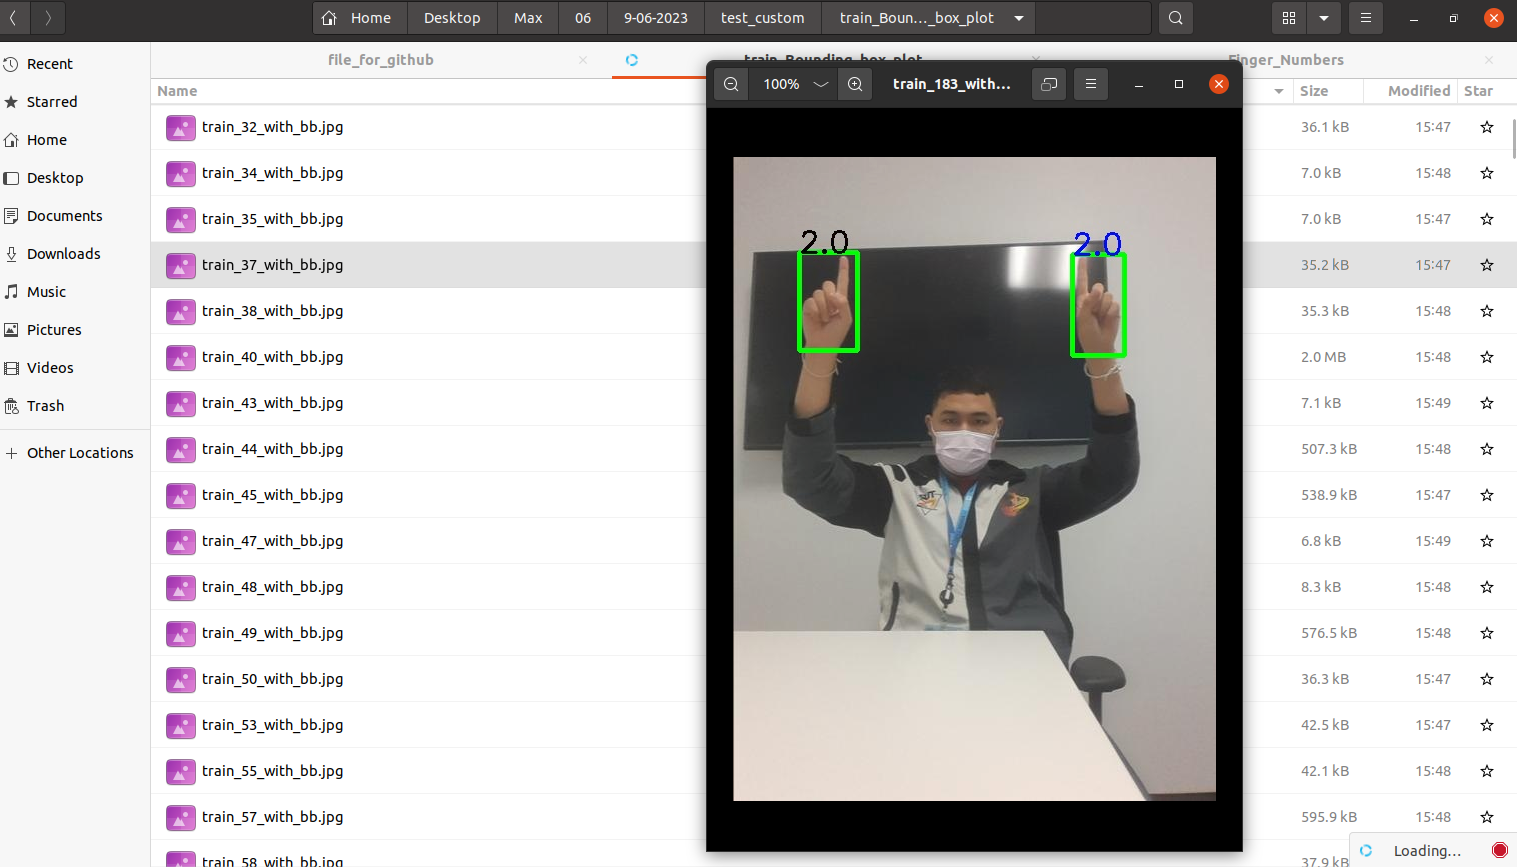 Home
Desktop
Max
06
9-06-2023
test_custom
train_Boun..._box_plot
file_for_github
train_Bounding_box_plot
Finger_Numbers
Name
Size
Modified
Star
Recent
Starred
Home
Desktop
Documents
Downloads
Music
Pictures
Videos
Trash
Other Locations
train_32_with_bb.jpg
36.1 kB
15:47
train_34_with_bb.jpg
7.0 kB
15:48
train_35_with_bb.jpg
7.0 kB
15:47
train_37_with_bb.jpg
35.2 kB
15:47
train_38_with_bb.jpg
35.3 kB
15:48
train_40_with_bb.jpg
2.0 MB
15:48
train_43_with_bb.jpg
7.1 kB
15:49
train_44_with_bb.jpg
507.3 kB
15:48
train_45_with_bb.jpg
538.9 kB
15:47
train_47_with_bb.jpg
6.8 kB
15:49
train_48_with_bb.jpg
8.3 kB
15:48
train_49_with_bb.jpg
576.5 kB
15:48
train_50_with_bb.jpg
36.3 kB
15:47
train_53_with_bb.jpg
42.5 kB
15:47
train_55_with_bb.jpg
42.1 kB
15:48
train_57_with_bb.jpg
595.9 kB
15:48
train_58_with_bb.jpg
37.9 kB
100%
train_183_with...
2.0
2.0
Loading...